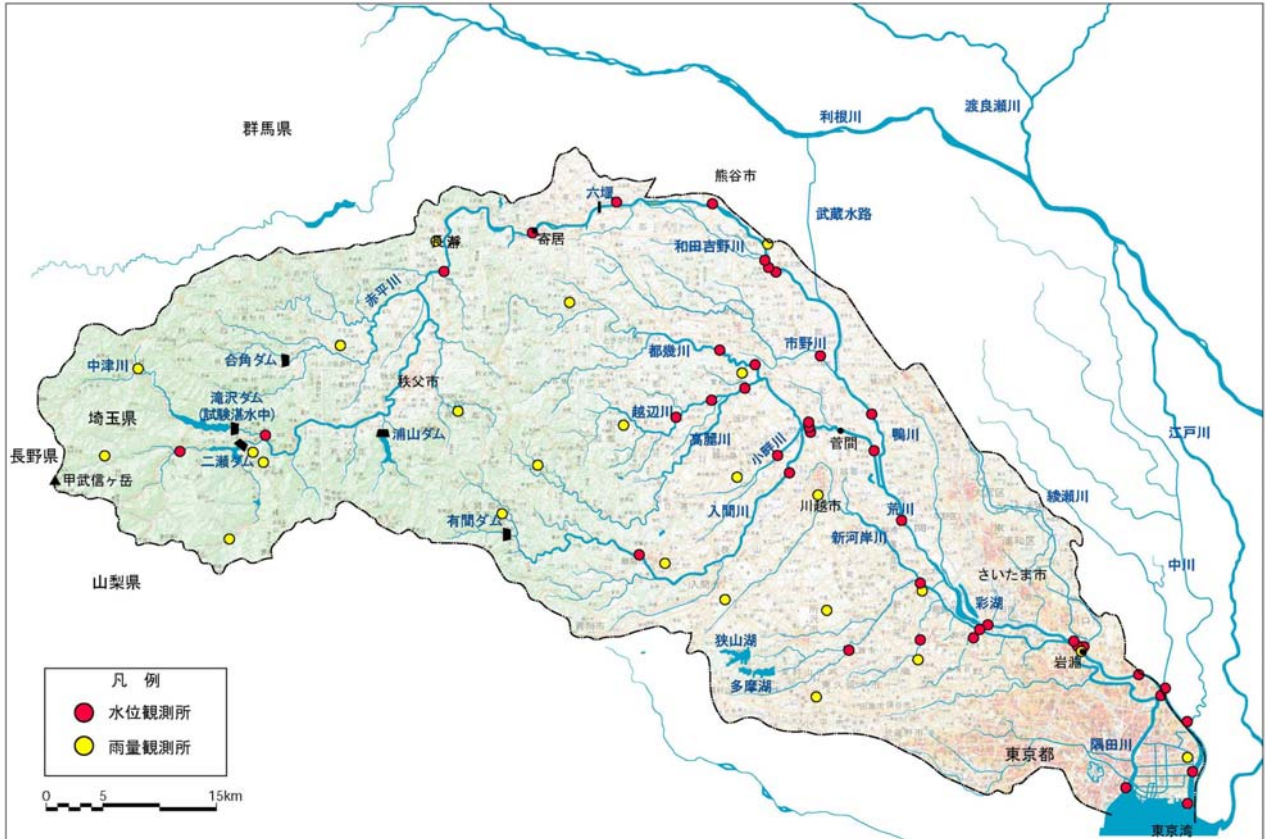 群馬県
利根川
渡良瀬川
熊谷市
武蔵水路
六堰
寄居
長瀞
和田吉野川
赤平川
市野川
都幾川
中津川
合角ダム
秩父市
滝沢ダム
(試験湛水中)
埼玉県
越辺川
高麗川
小畔川
菅間
鴨川
江戸川
長野県
甲武信ヶ岳
二瀬ダム
浦山ダム
入間川
川越市
荒川
綾瀬川
有間ダム
新河岸川
さいたま市
中川
山梨県
彩湖
狭山湖
多摩湖
岩淵
隅田川
東京都
東京湾
凡 例
水位観測所
雨量観測所
0 5 15km